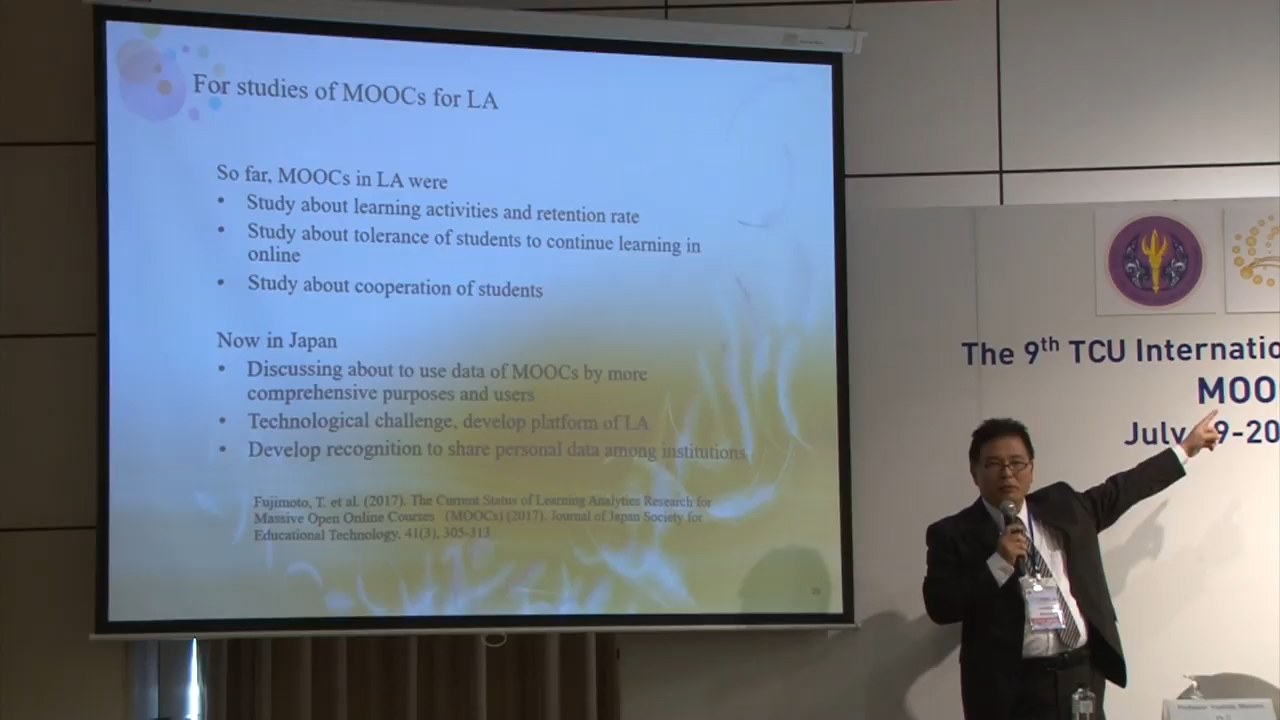 For studies of MOOCs for LA
So far, MOOCs in LA were
• Study about learning activities and retention rate
• Study about tolerance of students to continue learning in
online
• Study about cooperation of students
Now in Japan
• Discussing about to use data of MOOCs by more
comprehensive purposes and users
• Technological challenge, develop platform of LA
• Develop recognition to share personal data among institutions
Fujimoto, T. et al. (2017). The Current Status of Learning Analytics Research for
Massive Open Online Courses (MOOCs) (2017). Journal of Japan Society for
Educational Technology, 41(3), 305-313
The 9th TCU Internatio
MOO
July 9-20
Professor